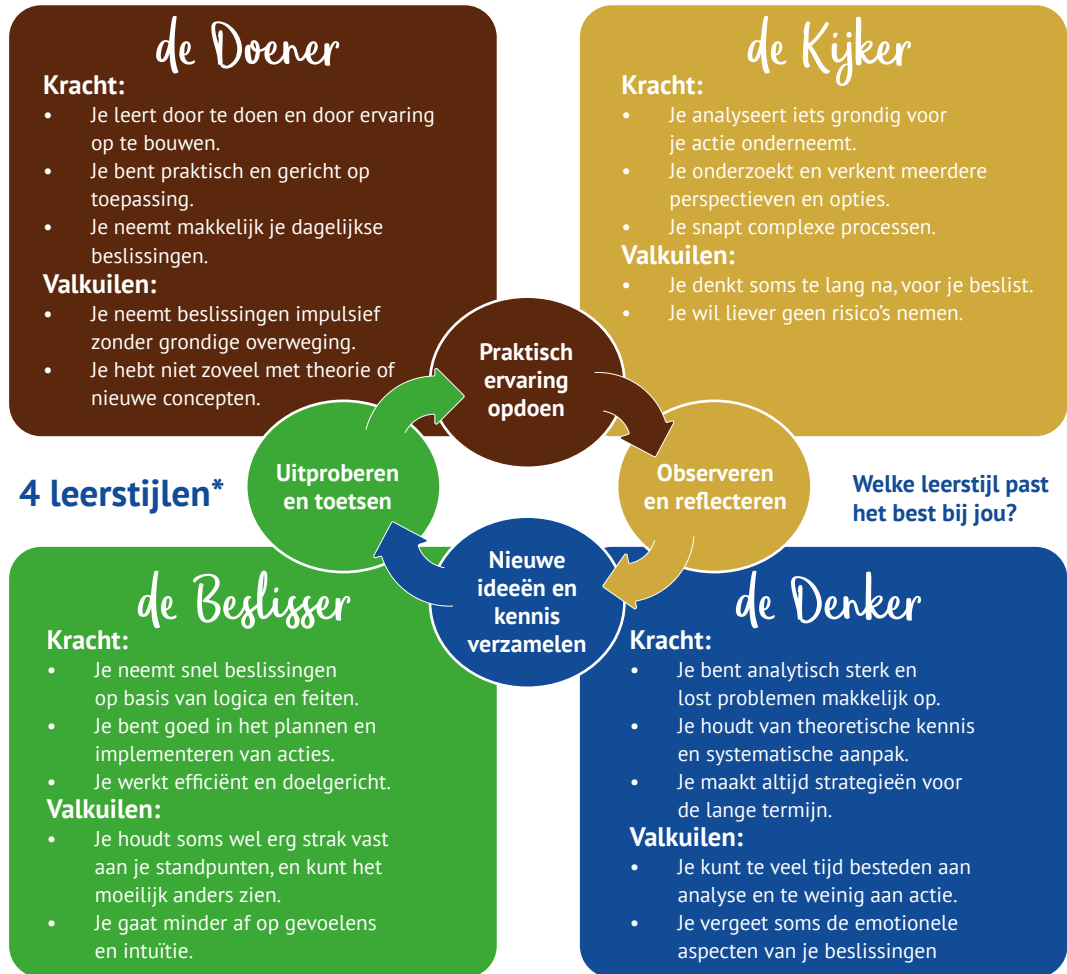 de Doener
Kracht:
• Je leert door te doen en door ervaring
op te bouwen.
• Je bent praktisch en gericht op
toepassing.
• Je neemt makkelijk je dagelijkse
beslissingen.
Valkuilen:
• Je neemt beslissingen impulsief
zonder grondige overweging.
• Je hebt niet zoveel met theorie of
nieuwe concepten.
de Kijker
Kracht:
• Je analyseert iets grondig voor
je actie onderneemt.
• Je onderzoekt en verkent meerdere
perspectieven en opties.
• Je snapt complexe processen.
Valkuilen:
• Je denkt soms te lang na, voor je beslist.
• Je wil liever geen risico’s nemen.
Praktisch
ervaring
opdoen
4 leerstijlen*
Uitproberen
en toetsen
Observeren
en reflecteren
Welke leerstijl past
het best bij jou?
Nieuwe
ideeën en
kennis
verzamelen
de Beslisser
Kracht:
• Je neemt snel beslissingen
op basis van logica en feiten.
• Je bent goed in het plannen en
implementeren van acties.
• Je werkt efficiënt en doelgericht.
Valkuilen:
• Je houdt soms wel erg strak vast
aan je standpunten, en kunt het
moeilijk anders zien.
• Je gaat minder af op gevoelens
en intuïtie.
de Denker
Kracht:
• Je bent analytisch sterk en
lost problemen makkelijk op.
• Je houdt van theoretische kennis
en systematische aanpak.
• Je maakt altijd strategieën voor
de lange termijn.
Valkuilen:
• Je kunt te veel tijd besteden aan
analyse en te weinig aan actie.
• Je vergeet soms de emotionele
aspecten van je beslissingen